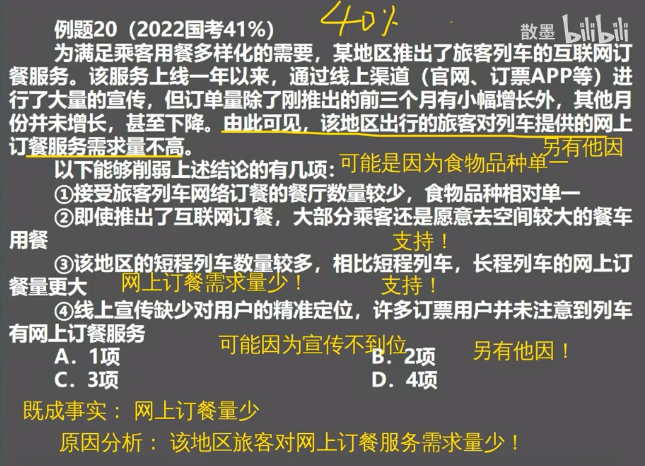 例题20（2022国考41%）
40%
散墨 bilibili
为满足乘客用餐多样化的需要，某地区推出了旅客列车的互联网订
餐服务。该服务上线一年以来，通过线上渠道（官网、订票APP等）进
行了大量的宣传，但订单量除了刚推出的前三个月有小幅增长外，其他月
份并未增长，甚至下降。由此可见，该地区出行的旅客对列车提供的网上
订餐服务需求量不高。
另有他因
以下能够削弱上述结论的有几项：
可能是因为食物品种单一
①接受旅客列车网络订餐的餐厅数量较少，食物品种相对单一
②即使推出了互联网订餐，大部分乘客还是愿意去空间较大的餐车
用餐
支持！
③该地区的短程列车数量较多，相比短程列车，长程列车的网上订
餐量更大
网上订餐需求量少！
支持！
④线上宣传缺少对用户的精准定位，许多订票用户并未注意到列车
有网上订餐服务
可能因为宣传不到位
另有他因！
A．1项
B．2项
C．3项
D．4项
既成事实： 网上订餐量少
原因分析： 该地区旅客对网上订餐服务需求量少！